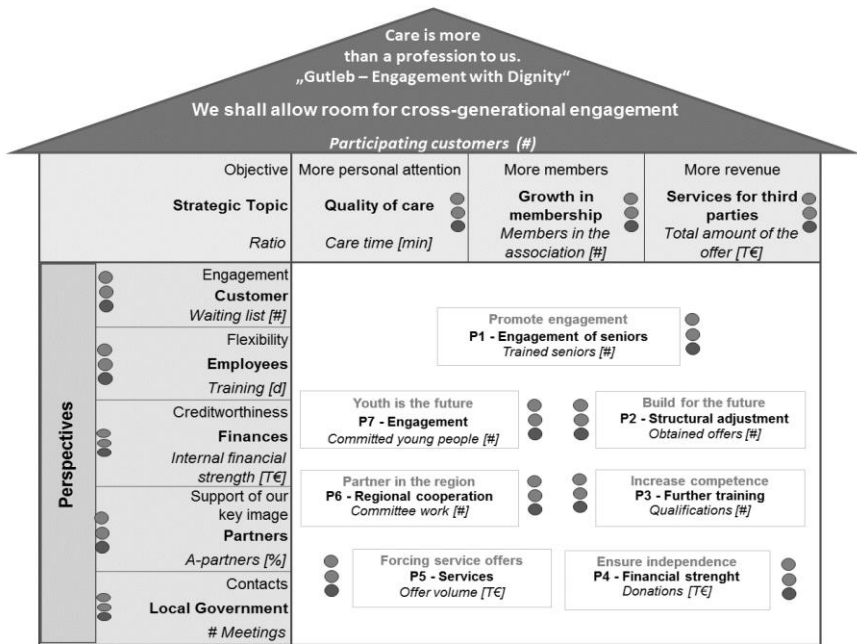 Care is more
than a profession to us.
„Gutleb – Engagement with Dignity“
We shall allow room for cross-generational engagement
Participating customers (#)
Objective
Strategic Topic
Ratio
More personal attention
Quality of care
Care time [min]
More members
Growth in
membership
Members in the
association [#]
More revenue
Services for third
parties
Total amount of the
offer [T€]
Perspectives
Engagement
Customer
Waiting list [#]
Flexibility
Employees
Training [d]
Creditworthiness
Finances
Internal financial
strength [T€]
Support of our
key image
Partners
A-partners [%]
Contacts
Local Government
# Meetings
Promote engagement
P1 - Engagement of seniors
Trained seniors [#]
Youth is the future
P7 - Engagement
Committed young people [#]
Build for the future
P2 - Structural adjustment
Obtained offers [#]
Partner in the region
P6 - Regional cooperation
Committee work [#]
Increase competence
P3 - Further training
Qualifications [#]
Forcing service offers
P5 - Services
Offer volume [T€]
Ensure independence
P4 - Financial strenght
Donations [T€]